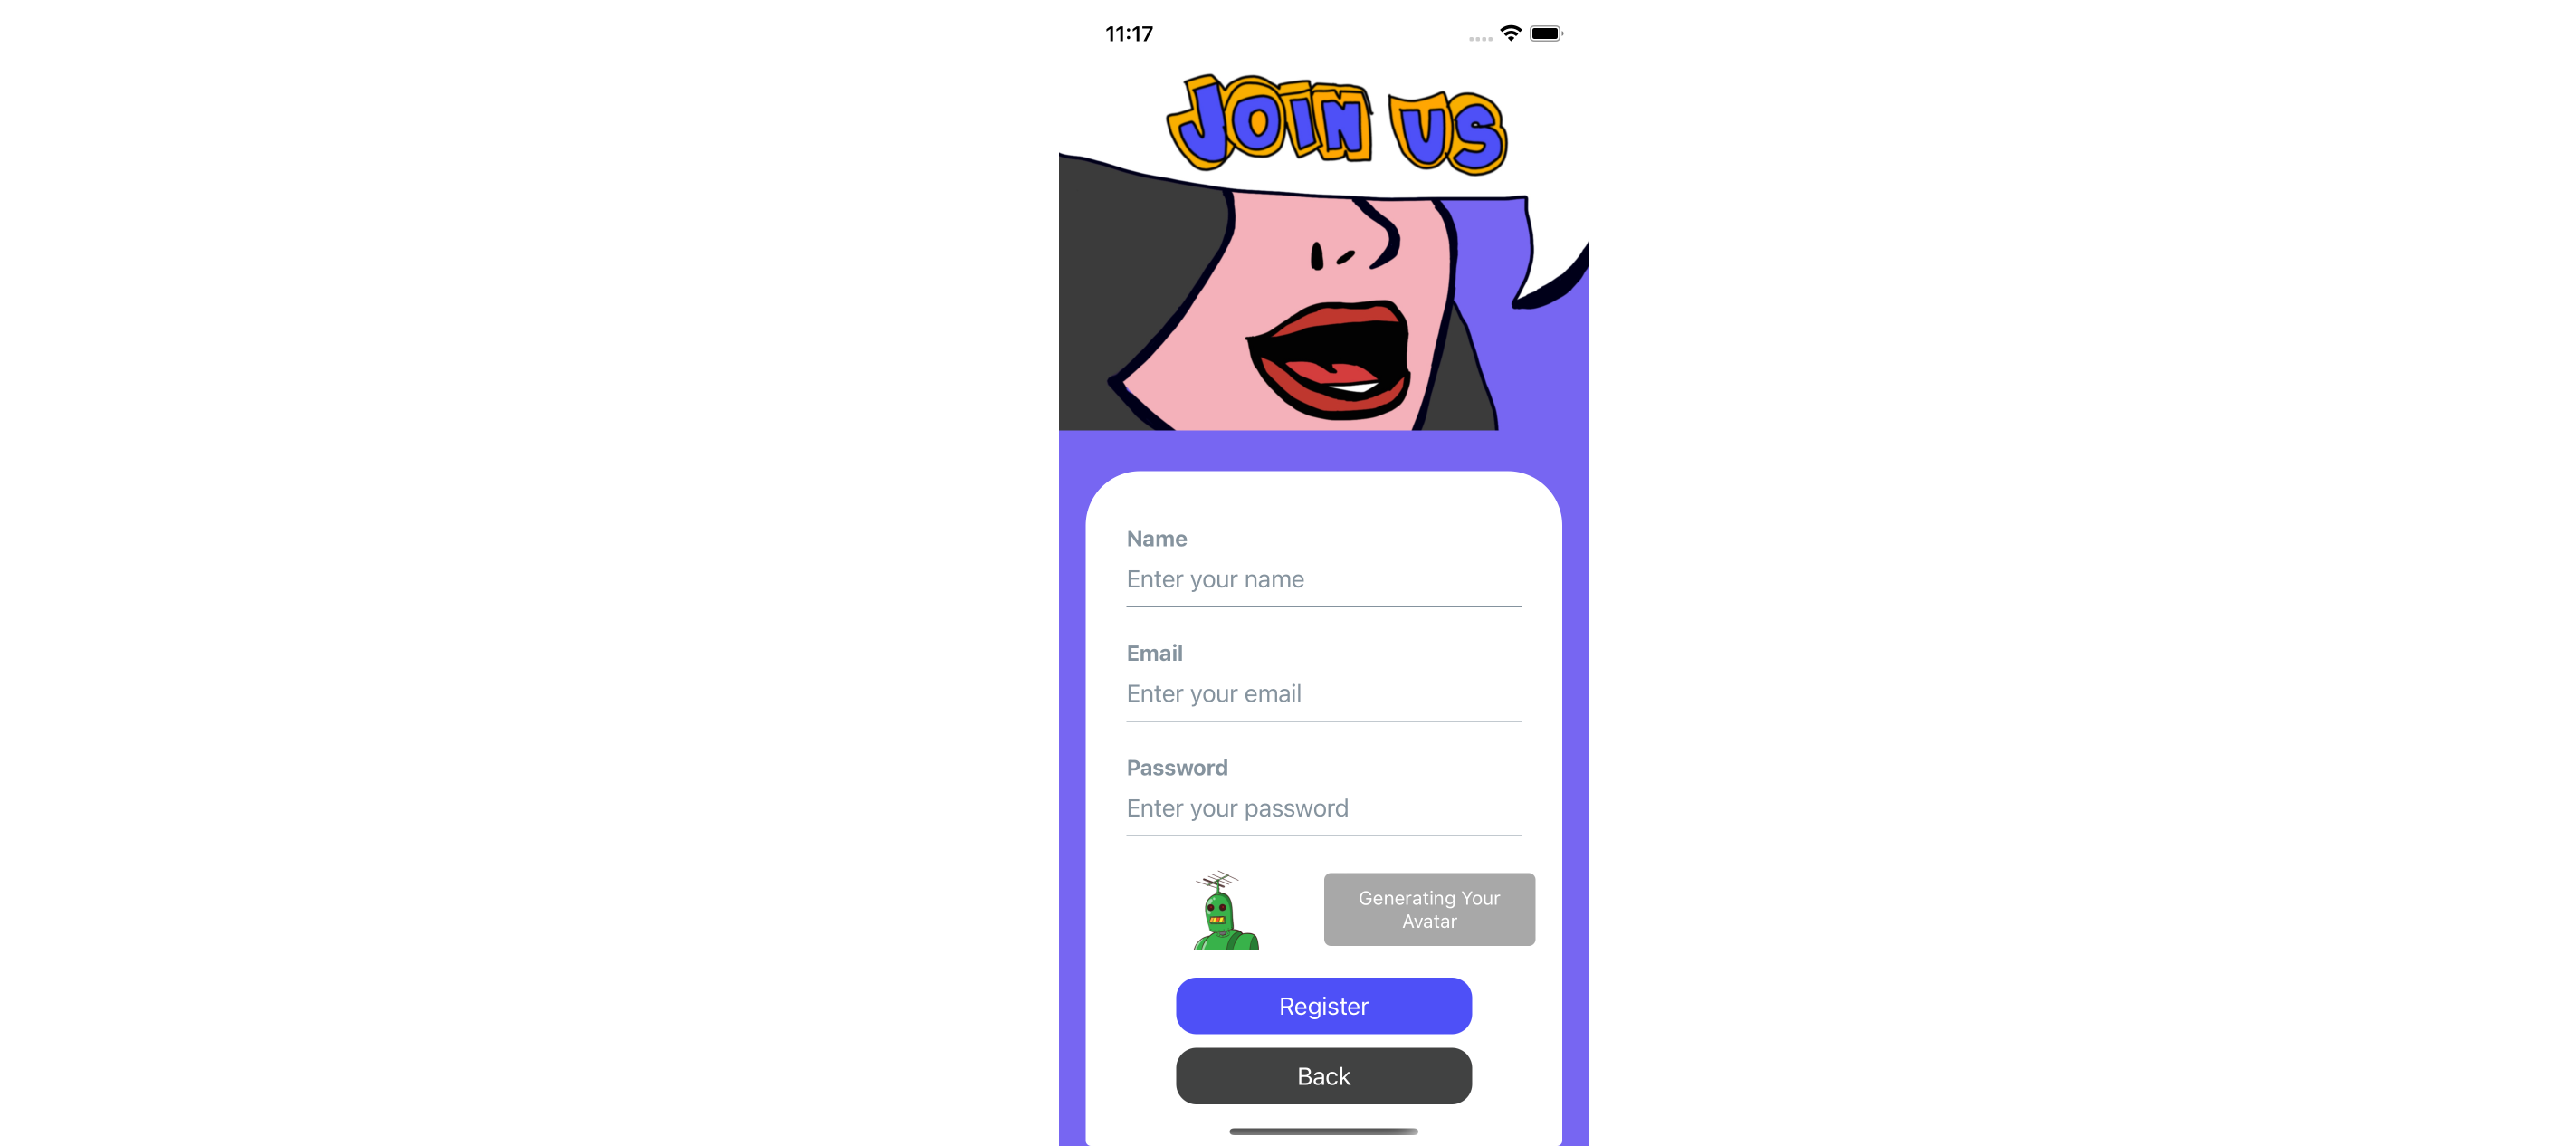 11:17
JOIN US
Name
Enter your name
Email
Enter your email
Password
Enter your password
Generating Your
Avatar
Register
Back